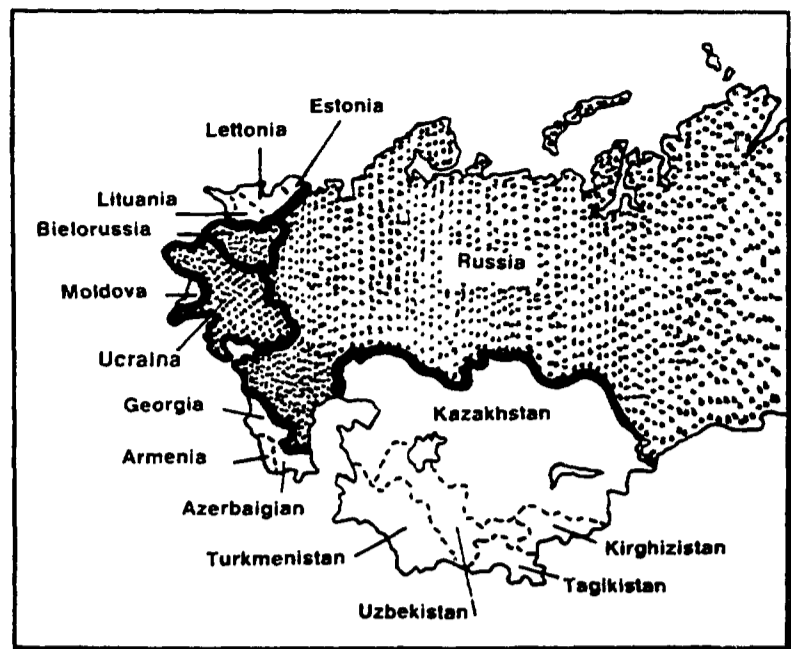 Estonia
Lettonia
Lituania
Bielorussia
Russia
Moldova
Ucraina
Georgia
Kazakhstan
Armenia
Azerbaigian
Turkmenistan
Kirghizistan
Tagikistan
Uzbekistan